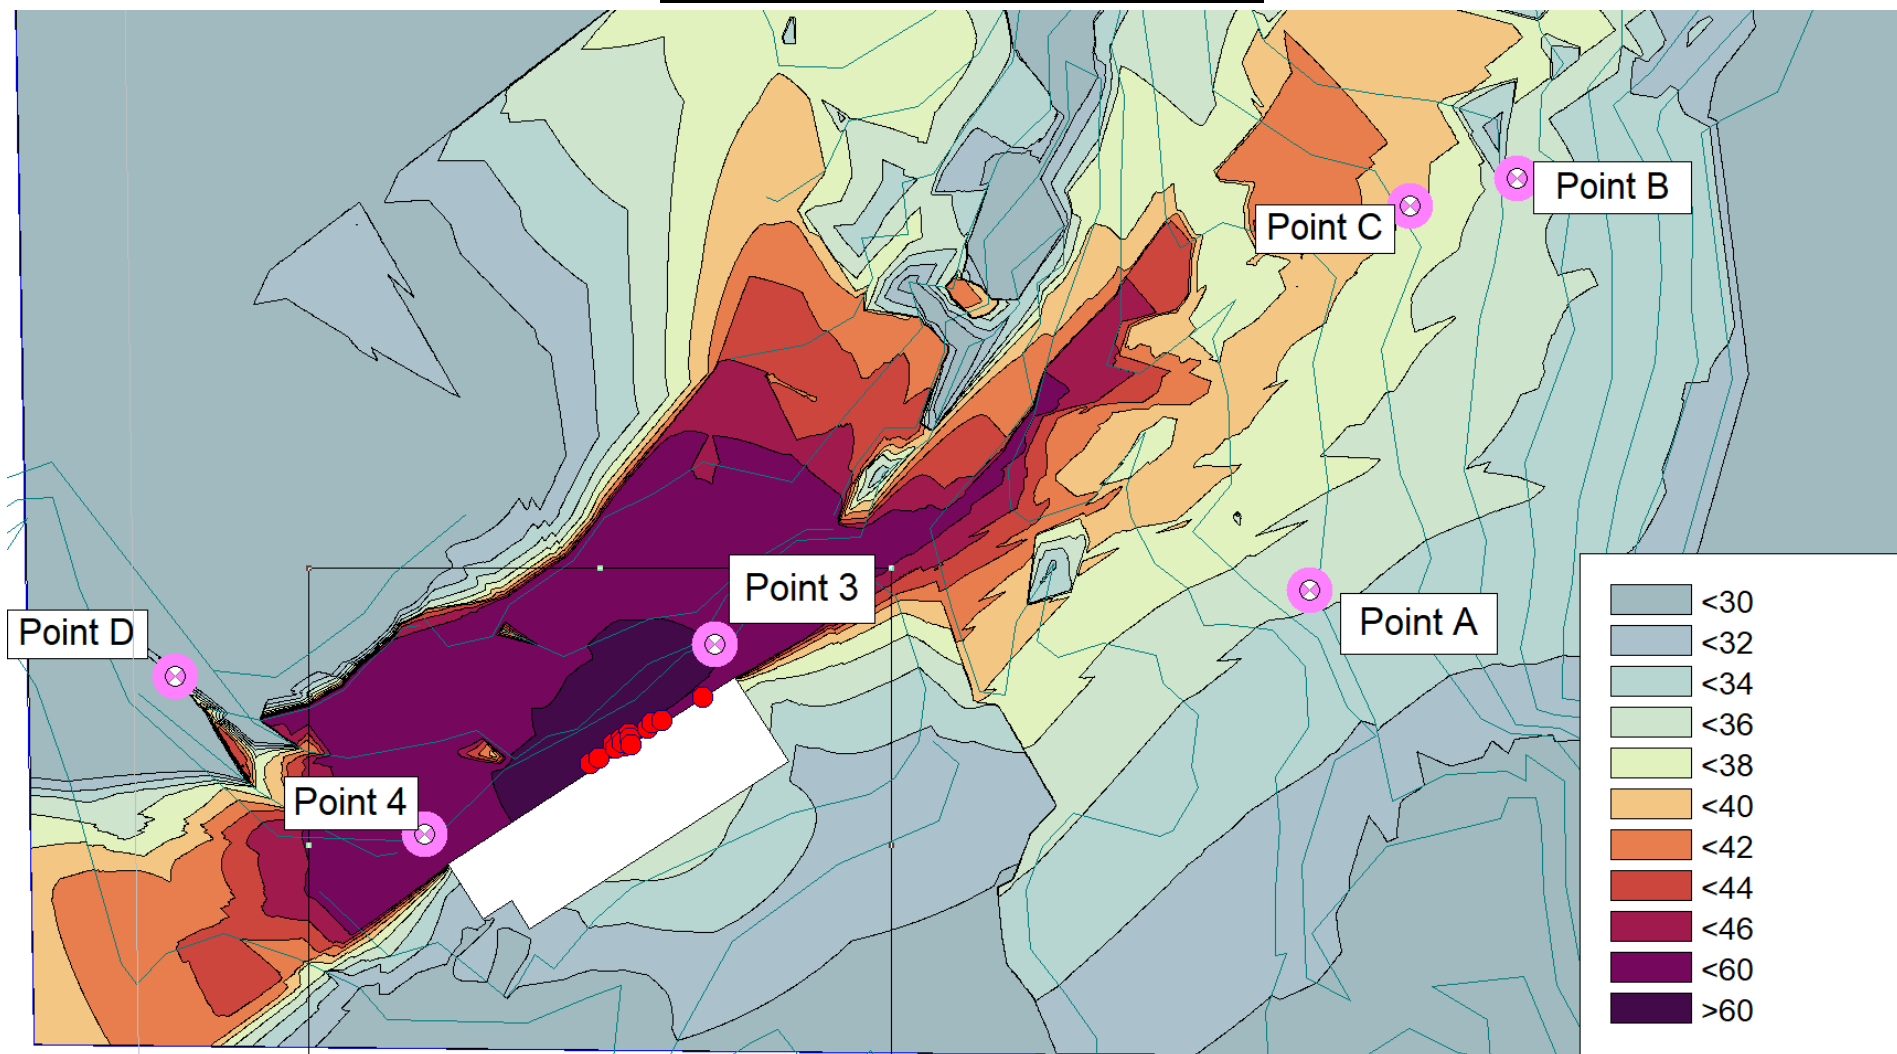 Point B
Point C
Point 3
Point A
Point D
Point 4
<30
<32
<34
<36
<38
<40
<42
<44
<46
<60
>60